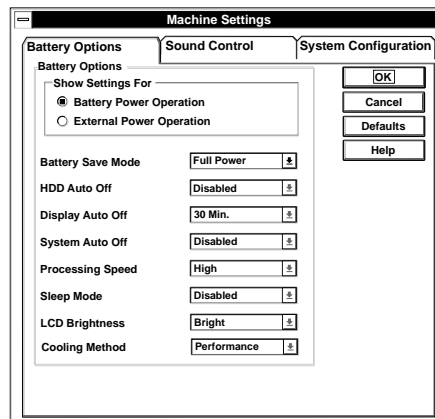 Machine Settings
Battery Options Sound Control System Configuration
Battery Options
Show Settings For
Battery Power Operation
External Power Operation
OK
Cancel
Defaults
Help
Battery Save Mode Full Power
HDD Auto Off Disabled
Display Auto Off 30 Min.
System Auto Off Disabled
Processing Speed High
Sleep Mode Disabled
LCD Brightness Bright
Cooling Method Performance